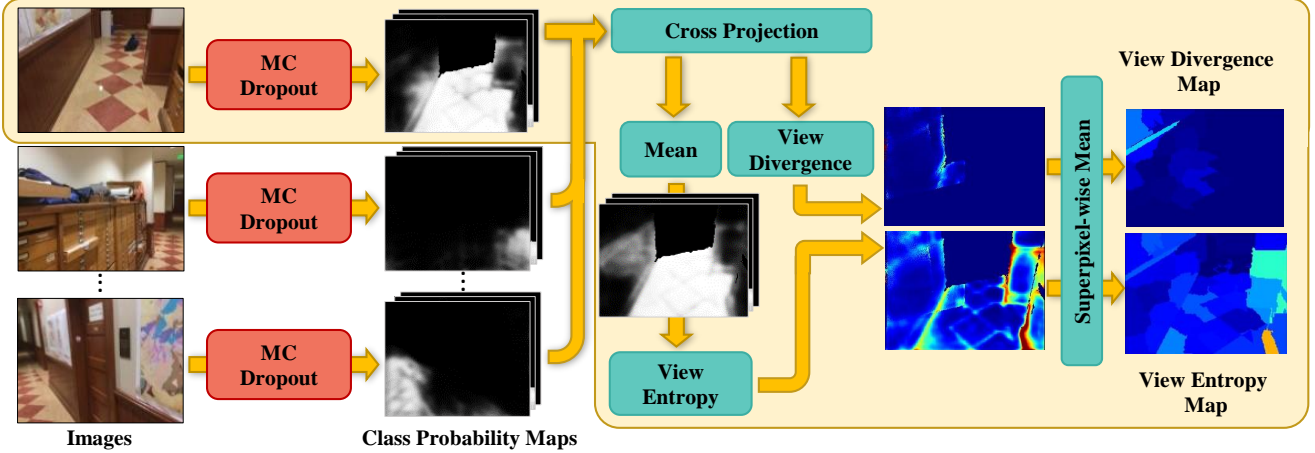 MC
Dropout
Cross Projection
Mean
View
Divergence
MC
Dropout
MC
Dropout
View
Entropy
Superpixel-wise Mean
View Divergence
Map
View Entropy
Map
Images
Class Probability Maps